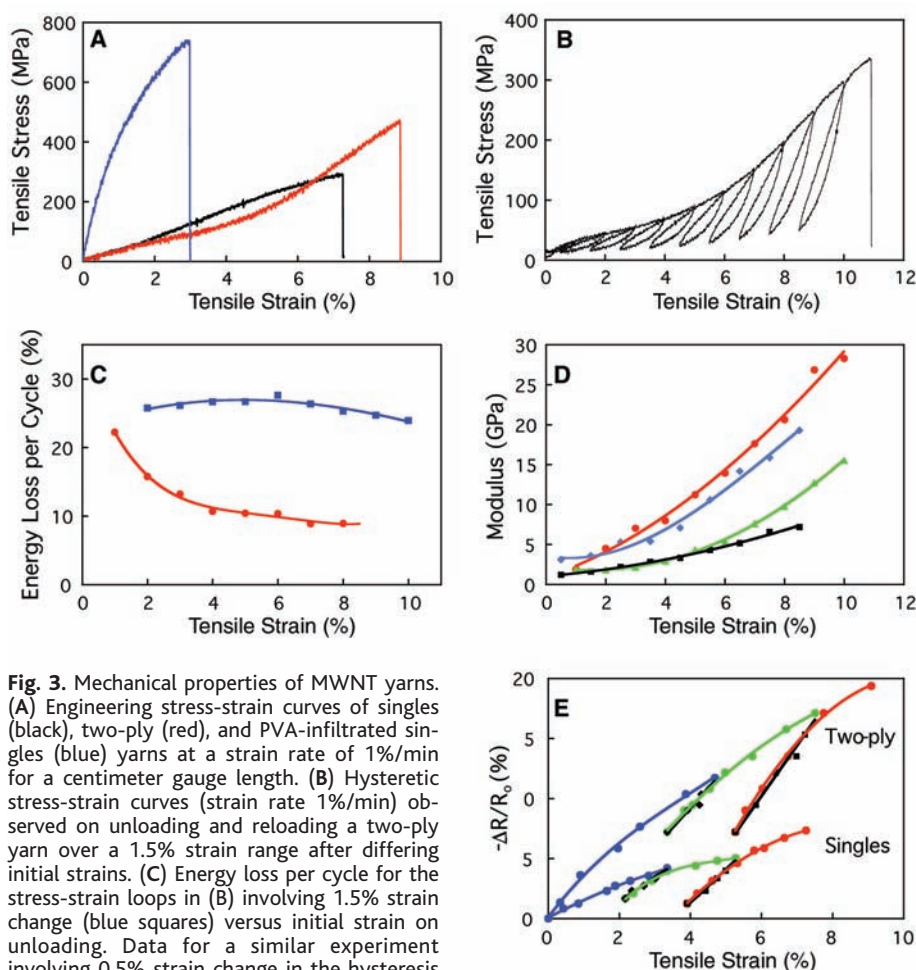 A
Tensile Stress (MPa)
800
600
400
200
0
0 2 4 6 8 10
Tensile Strain (%)
B
Tensile Stress (MPa)
400
300
200
100
0
0 2 4 6 8 10 12
Tensile Strain (%)
C
Energy Loss per Cycle (%)
30
20
10
0
0 2 4 6 8 10
Tensile Strain (%)
D
Modulus (GPa)
30
25
20
15
10
5
0
0 2 4 6 8 10 12
Tensile Strain (%)
Fig. 3. Mechanical properties of MWNT yarns.
(A) Engineering stress-strain curves of singles
(black), two-ply (red), and PVA-infiltrated sin-
gles (blue) yarns at a strain rate of 1%/min
for a centimeter gauge length. (B) Hysteretic
stress-strain curves (strain rate 1%/min) ob-
served on unloading and reloading a two-ply
yarn over a 1.5% strain range after differing
initial strains. (C) Energy loss per cycle for the
stress-strain loops in (B) involving 1.5% strain
change (blue squares) versus initial strain on
unloading. Data for a similar experiment
involving 0.5% strain change in the hysteresis
E
-ΔR/R₀ (%)
20
5
0
5
0
Two-ply
Singles
0 2 4 6 8 10
Tensile Strain (%)